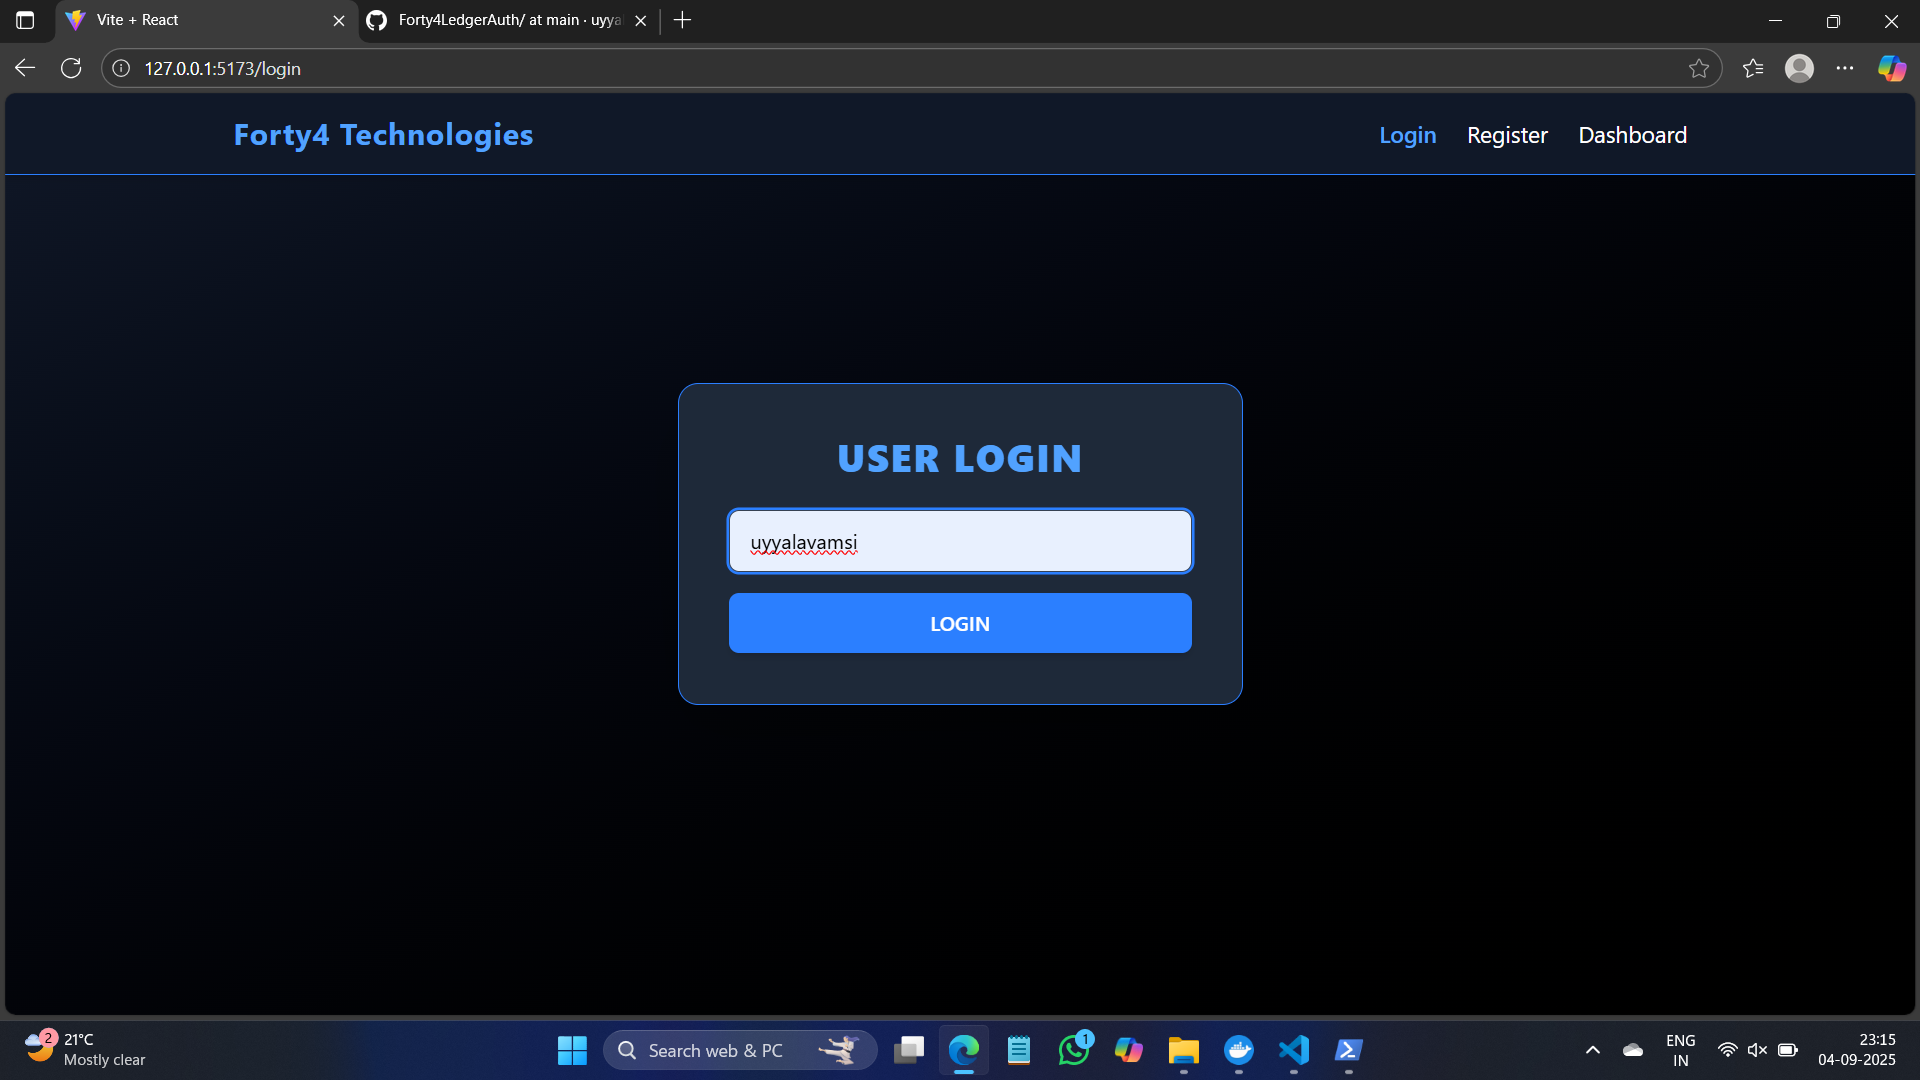 Vite + React
Forty4LedgerAuth/ at main · uyya
127.0.0.1:5173/login
Forty4 Technologies
Login
Register
Dashboard
USER LOGIN
uyyalavamsi
LOGIN
2
21°C
Mostly clear
Search web & PC
1
ENG
IN
23:15
04-09-2025